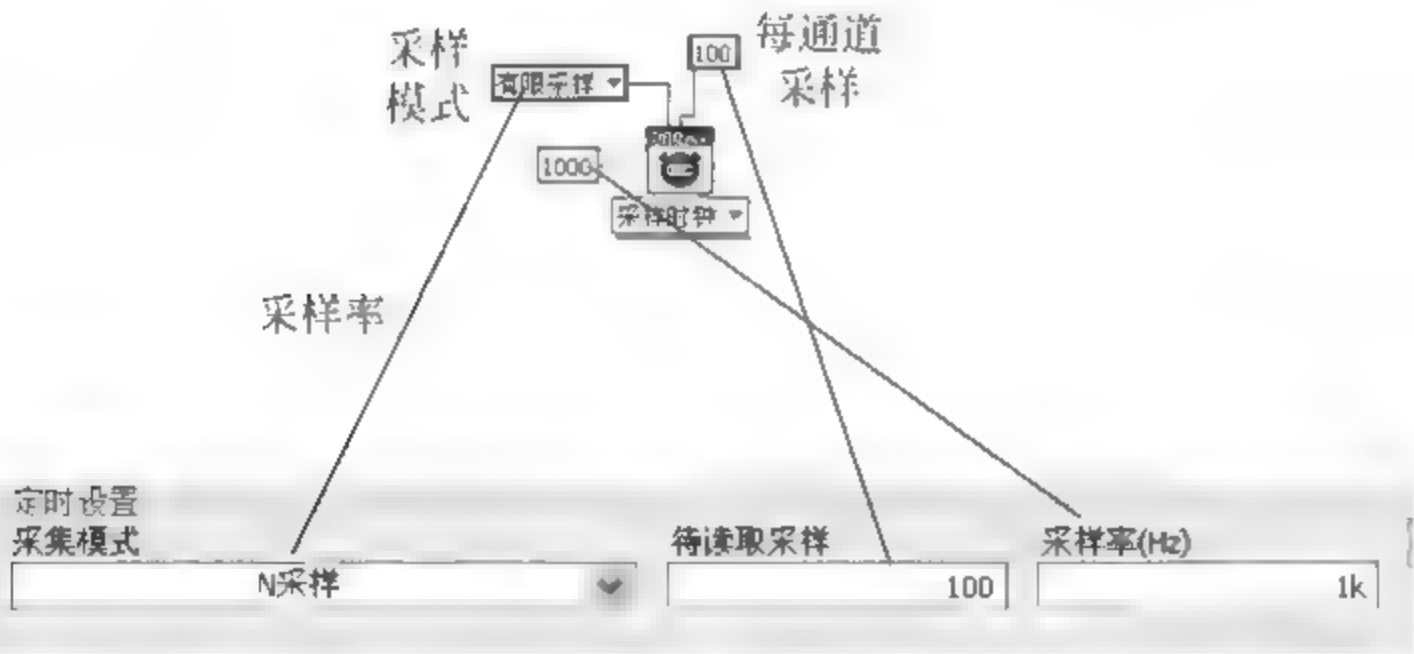 采样
模式
有限采样
100
每通道
采样
1000
采样时钟
采样率
定时设置
采集模式
待读取采样
采样率(Hz)
N采样
100
1k